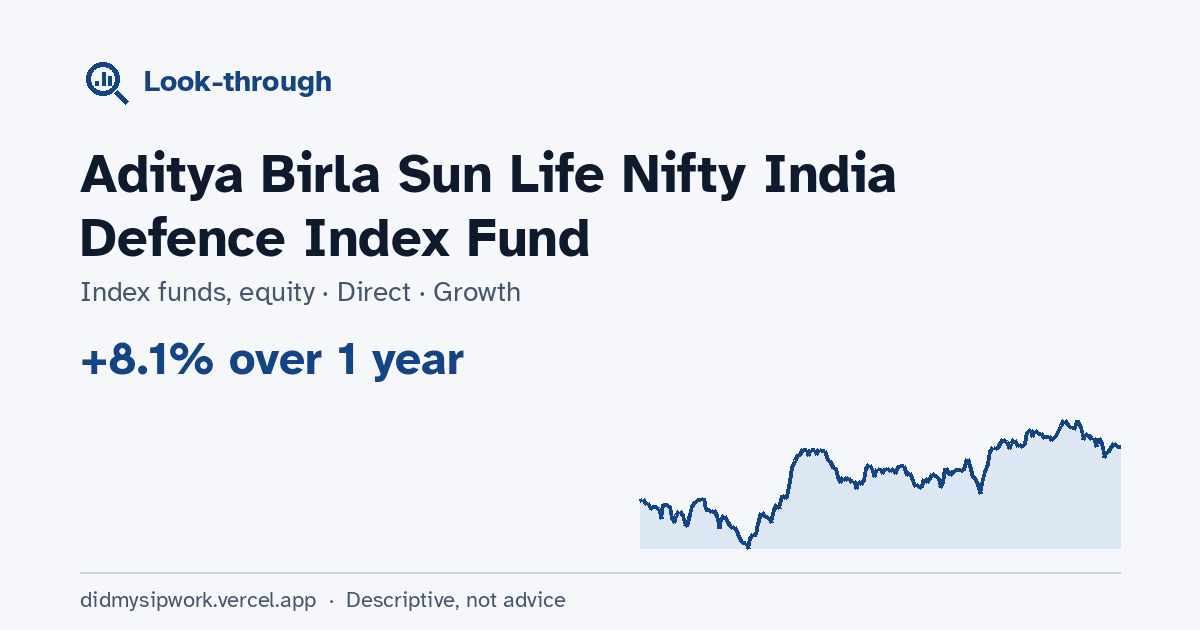 Look-through
Aditya Birla Sun Life Nifty India
Defence Index Fund
Index funds, equity · Direct · Growth
+8.1% over 1 year
didmysipwork.vercel.app · Descriptive, not advice